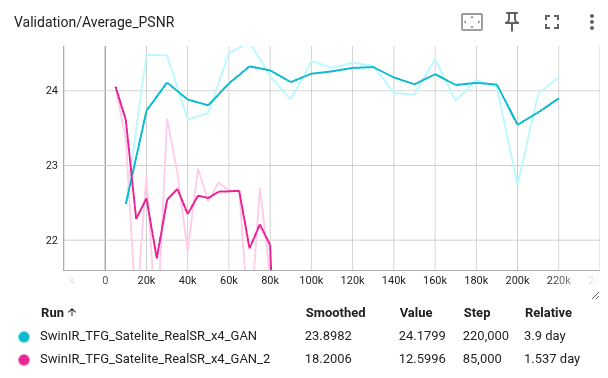 Validation/Average_PSNR
24
23
22
k 0 20k 40k 60k 80k 100k 120k 140k 160k 180k 200k 220k 2
Run ↑ Smoothed Value Step Relative
SwinIR_TFG_Satelite_RealSR_x4_GAN 23.8982 24.1799 220,000 3.9 day
SwinIR_TFG_Satelite_RealSR_x4_GAN_2 18.2006 12.5996 85,000 1.537 day